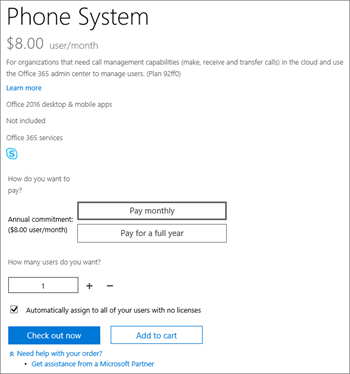 Phone System
$8.00 user/month
For organizations that need call management capabilities (make, receive and transfer calls) in the cloud and use
the Office 365 admin center to manage users. (Plan 92ff0)
Learn more
Office 2016 desktop & mobile apps
Not included
Office 365 services
S
How do you want to
pay?
Annual commitment:
($8.00 user/month)
Pay monthly
Pay for a full year
How many users do you want?
1 + −
Automatically assign to all of your users with no licenses
Check out now
Add to cart
Need help with your order?
• Get assistance from a Microsoft Partner